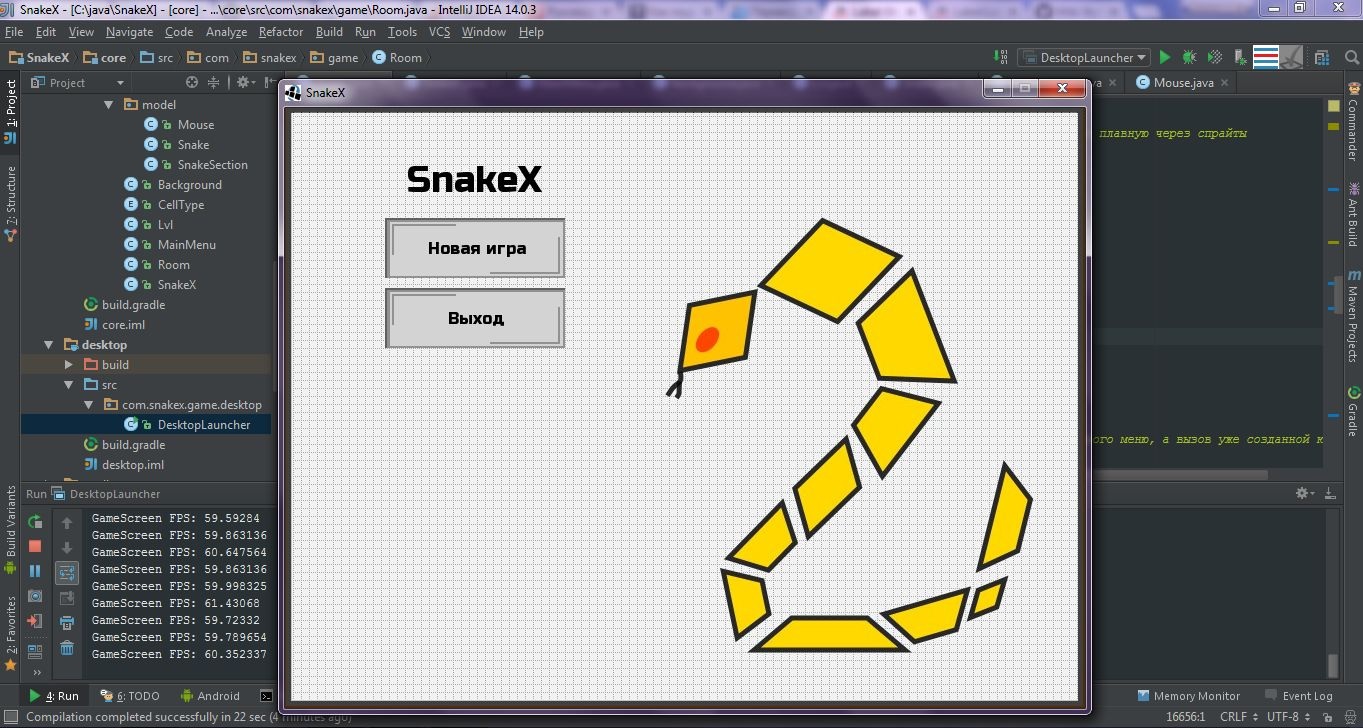 SnakeX - [C:\java\SnakeX] - [core] - ...\core\src\com\snakex\game\Room.java - IntelliJ IDEA 14.0.3
File Edit View Navigate Code Analyze Refactor Build Run Tools VCS Window Help
SnakeX core src com snakex game Room DesktopLauncher
1: Project
7: Structure
Build Variants
2: Favorites
Project
model
Mouse
Snake
SnakeSection
Background
CellType
Lvl
MainMenu
Room
SnakeX
build.gradle
core.iml
desktop
build
src
com.snakex.game.desktop
DesktopLauncher
build.gradle
desktop.iml
SnakeX
SnakeX
Новая игра
Выход
Mouse.java
плавную через спрайты
ого меню, а вызов уже созданной к
Commander
Ant Build
Maven Projects
Gradle
Run DesktopLauncher
GameScreen FPS: 59.59284
GameScreen FPS: 59.863136
GameScreen FPS: 60.647564
GameScreen FPS: 59.863136
GameScreen FPS: 59.998325
GameScreen FPS: 61.43068
GameScreen FPS: 59.72332
GameScreen FPS: 59.789654
GameScreen FPS: 60.352337
4: Run 6: TODO Android Memory Monitor Event Log
Compilation completed successfully in 22 sec (4 minutes ago) 16656:1 CRLF UTF-8